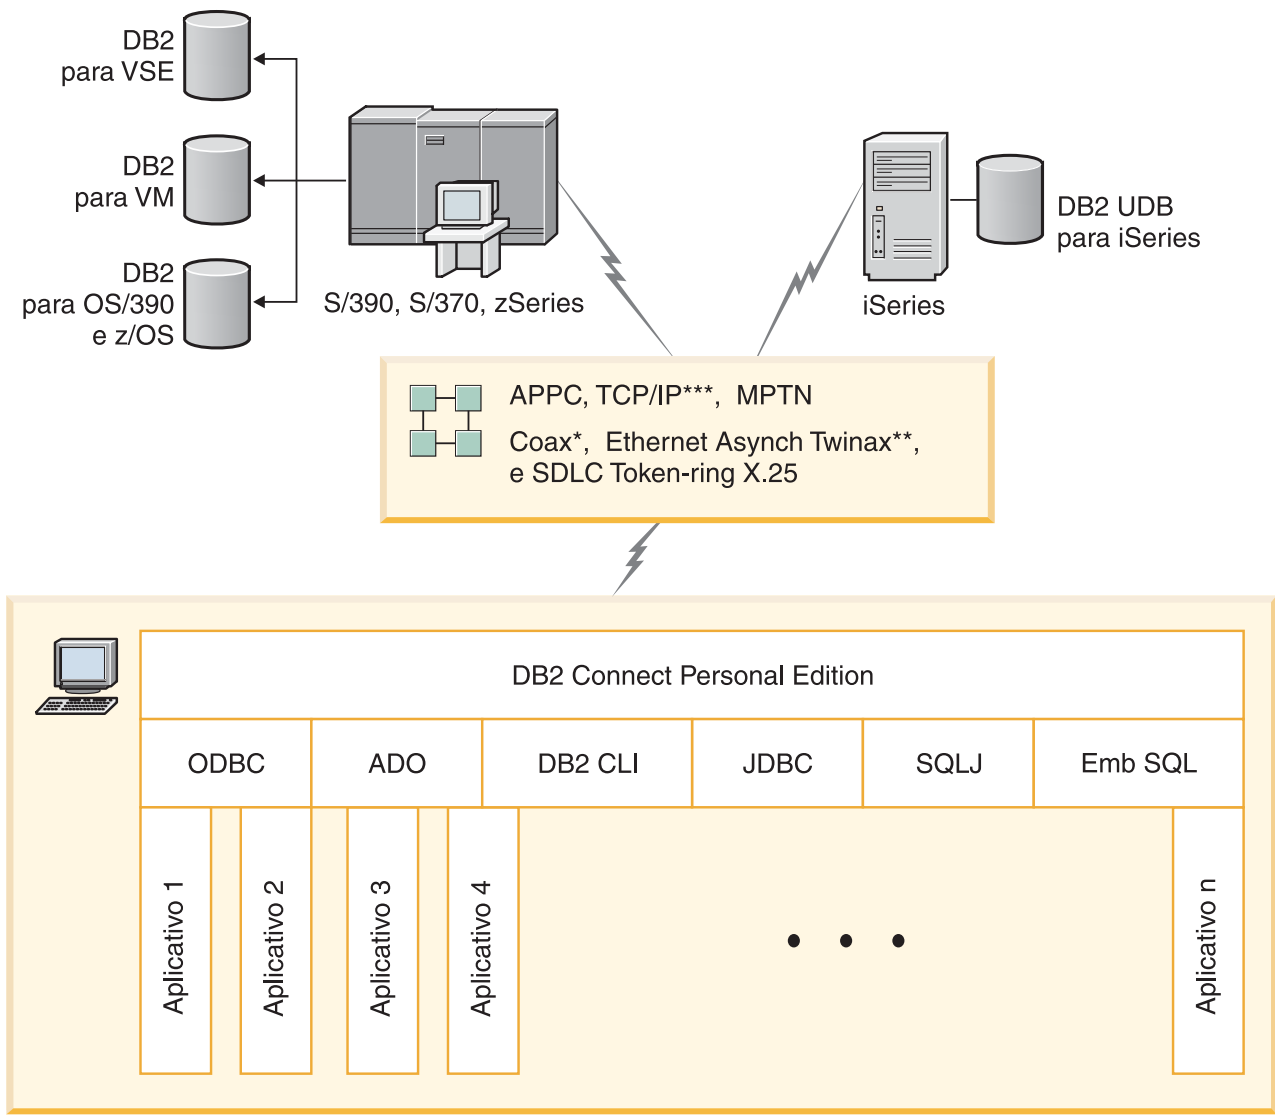 DB2
para VSE
DB2
para VM
DB2
para OS/390
e z/OS
S/390, S/370, zSeries
iSeries
DB2 UDB
para iSeries
APPC, TCP/IP***, MPTN
Coax*, Ethernet Asynch Twinax**,
e SDLC Token-ring X.25
DB2 Connect Personal Edition
ODBC
ADO
DB2 CLI
JDBC
SQLJ
Emb SQL
Aplicativo 1
Aplicativo 2
Aplicativo 3
Aplicativo 4
Aplicativo n